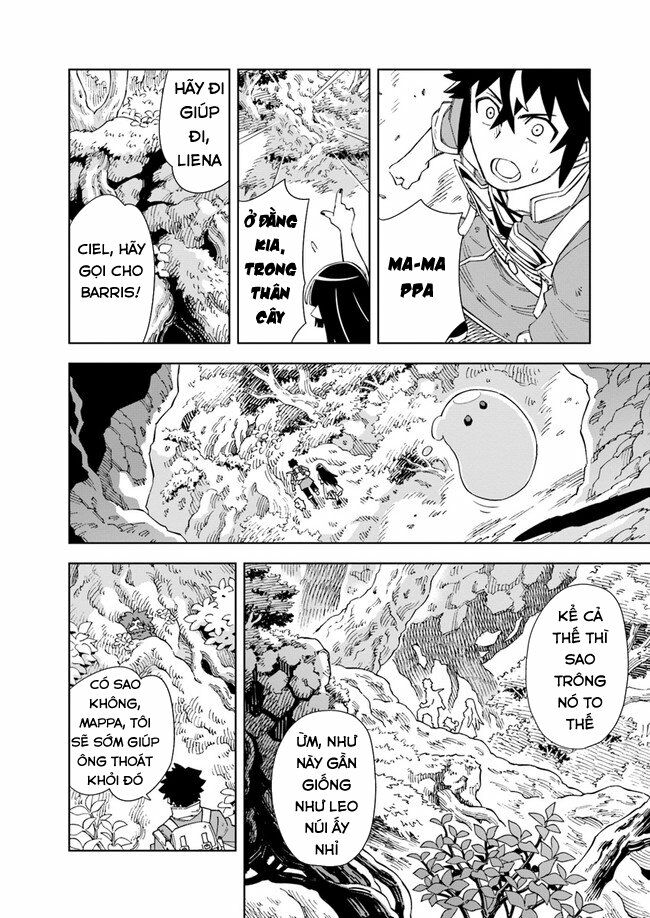 MA-MA
PPA
Ở ĐẰNG
KIA,
TRONG
THÂN
CÂY
HÃY ĐI
GIÚP
ĐI,
LIENA
CIEL, HÃY
GỌI CHO
BARRIS!
KỂ CẢ
THẾ THÌ
SAO
TRÔNG
NÓ TO
THẾ
ỪM, NHƯ
NÀY GẦN
GIỐNG
NHƯ LEO
NÚI ẤY
NHỈ
CÓ SAO
KHÔNG,
MAPPA, TÔI
SẼ SỚM GIÚP
ÔNG THOÁT
KHỎI ĐÓ